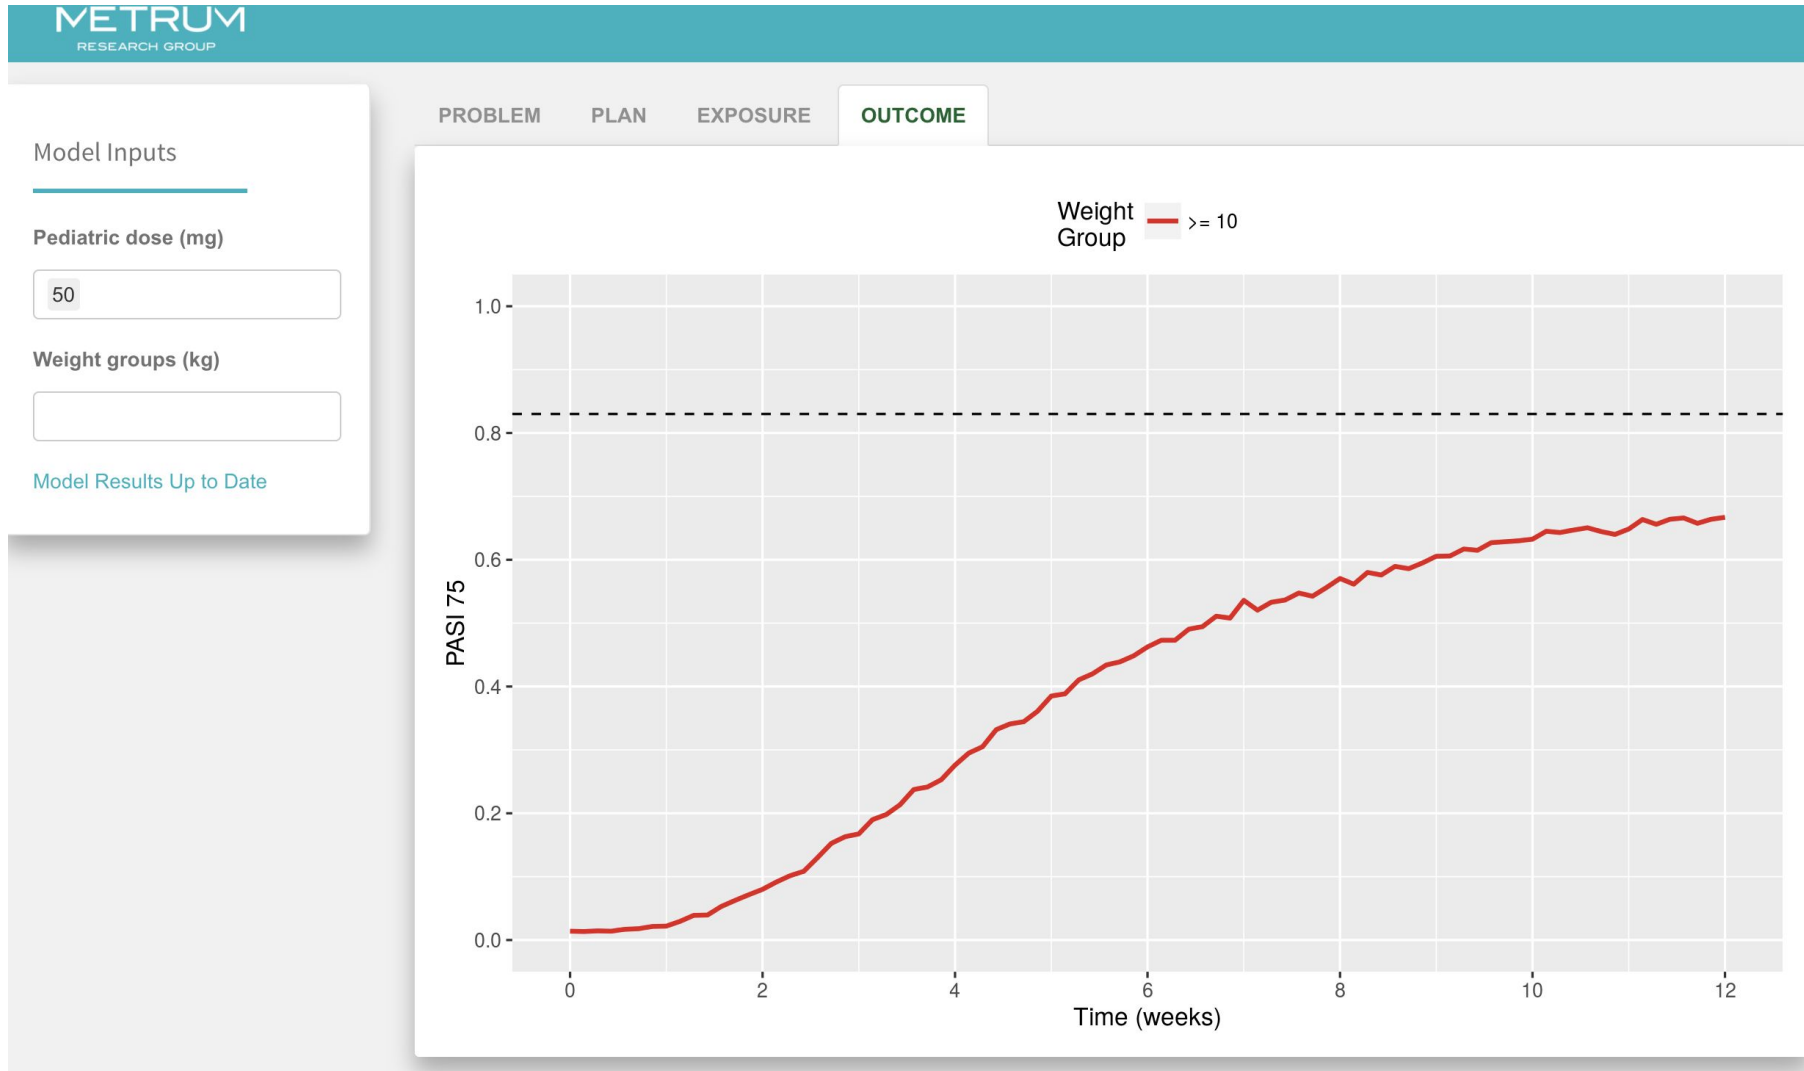 METRUM
RESEARCH GROUP
Model Inputs
Pediatric dose (mg)
50
Weight groups (kg)
Model Results Up to Date
PROBLEM PLAN EXPOSURE OUTCOME
Weight
Group
>= 10
1.0
0.8
0.6
0.4
0.2
0.0
PASI 75
0 2 4 6 8 10 12
Time (weeks)